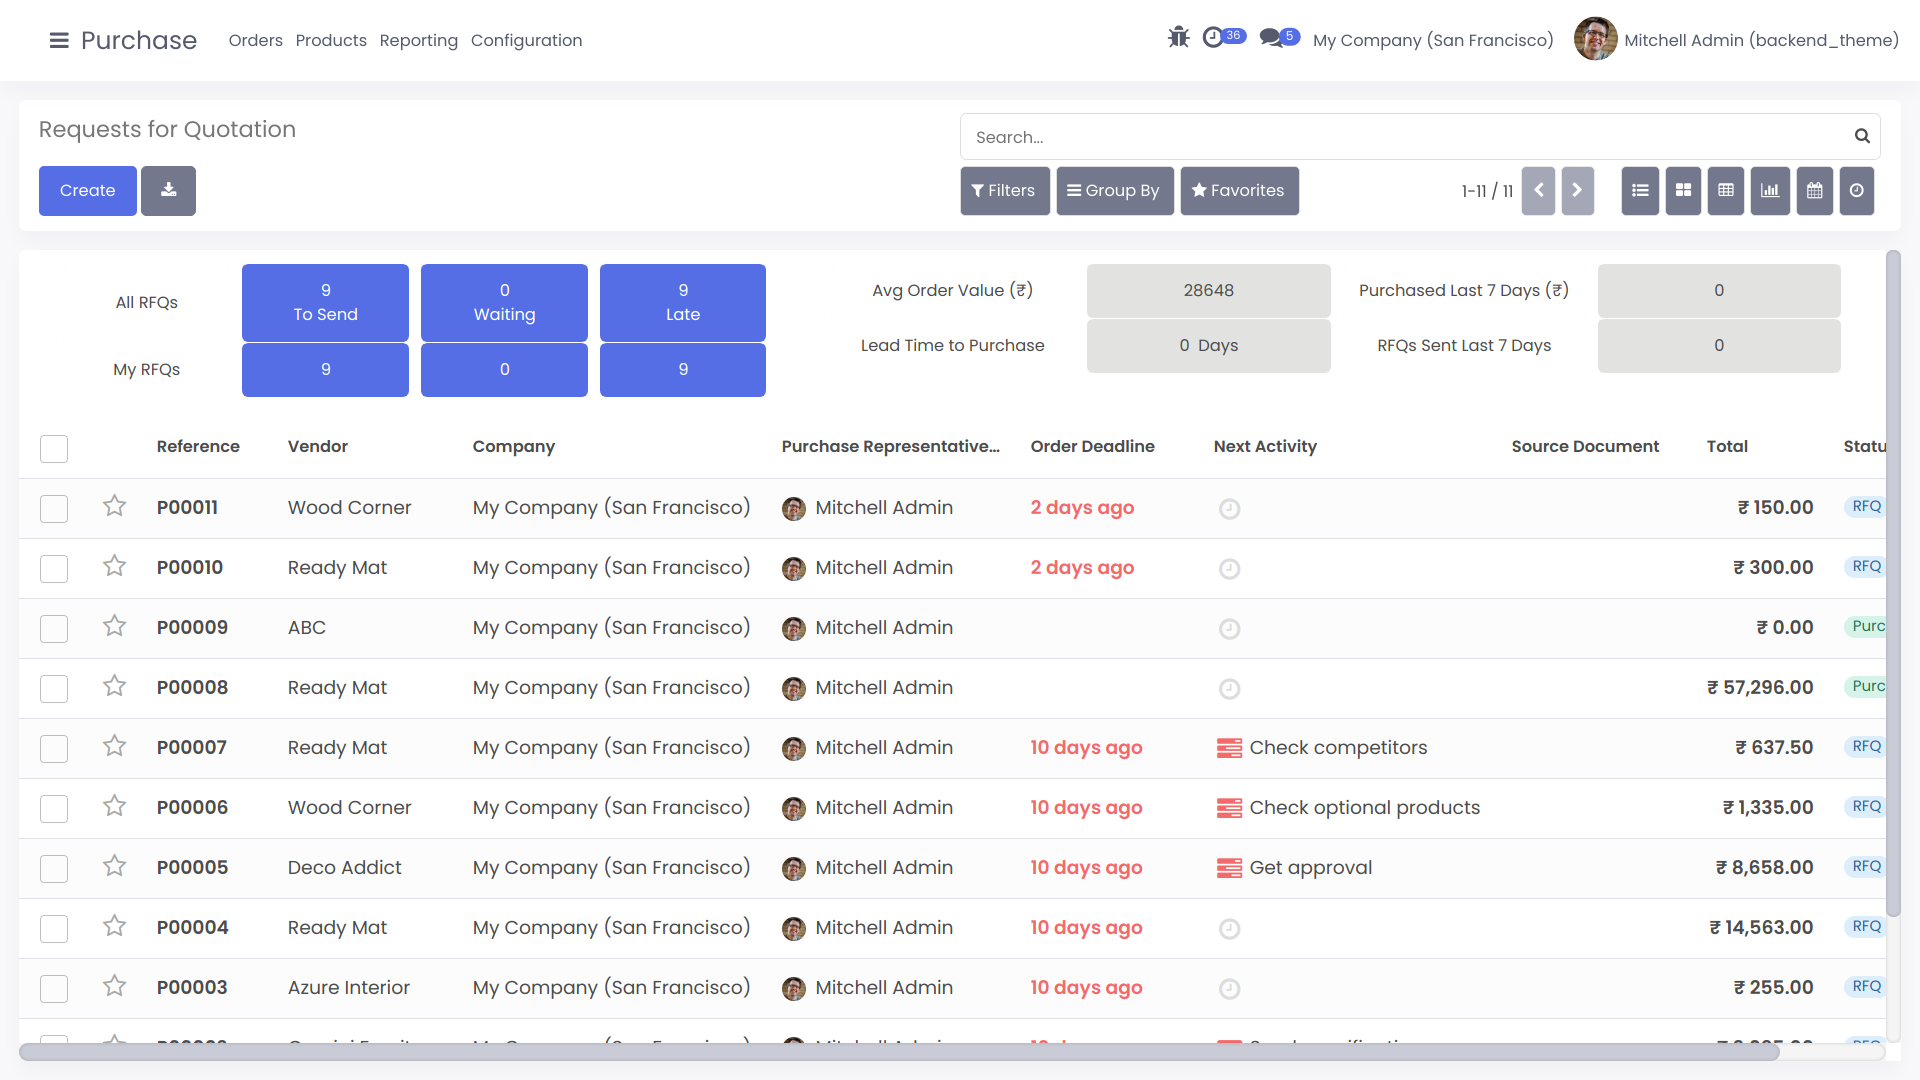 Purchase Orders Products Reporting Configuration 36 5 My Company (San Francisco) Mitchell Admin (backend_theme)
Requests for Quotation
Search...
Create Filters Group By Favorites 1-11 / 11
All RFQs 9 To Send 0 Waiting 9 Late
My RFQs 9 0 9
Avg Order Value (₹) 28648 Purchased Last 7 Days (₹) 0
Lead Time to Purchase 0 Days RFQs Sent Last 7 Days 0
Reference Vendor Company Purchase Representative... Order Deadline Next Activity Source Document Total Statu
P00011 Wood Corner My Company (San Francisco) Mitchell Admin 2 days ago ₹ 150.00 RFQ
P00010 Ready Mat My Company (San Francisco) Mitchell Admin 2 days ago ₹ 300.00 RFQ
P00009 ABC My Company (San Francisco) Mitchell Admin ₹ 0.00 Purc
P00008 Ready Mat My Company (San Francisco) Mitchell Admin ₹ 57,296.00 Purc
P00007 Ready Mat My Company (San Francisco) Mitchell Admin 10 days ago Check competitors ₹ 637.50 RFQ
P00006 Wood Corner My Company (San Francisco) Mitchell Admin 10 days ago Check optional products ₹ 1,335.00 RFQ
P00005 Deco Addict My Company (San Francisco) Mitchell Admin 10 days ago Get approval ₹ 8,658.00 RFQ
P00004 Ready Mat My Company (San Francisco) Mitchell Admin 10 days ago ₹ 14,563.00 RFQ
P00003 Azure Interior My Company (San Francisco) Mitchell Admin 10 days ago ₹ 255.00 RFQ